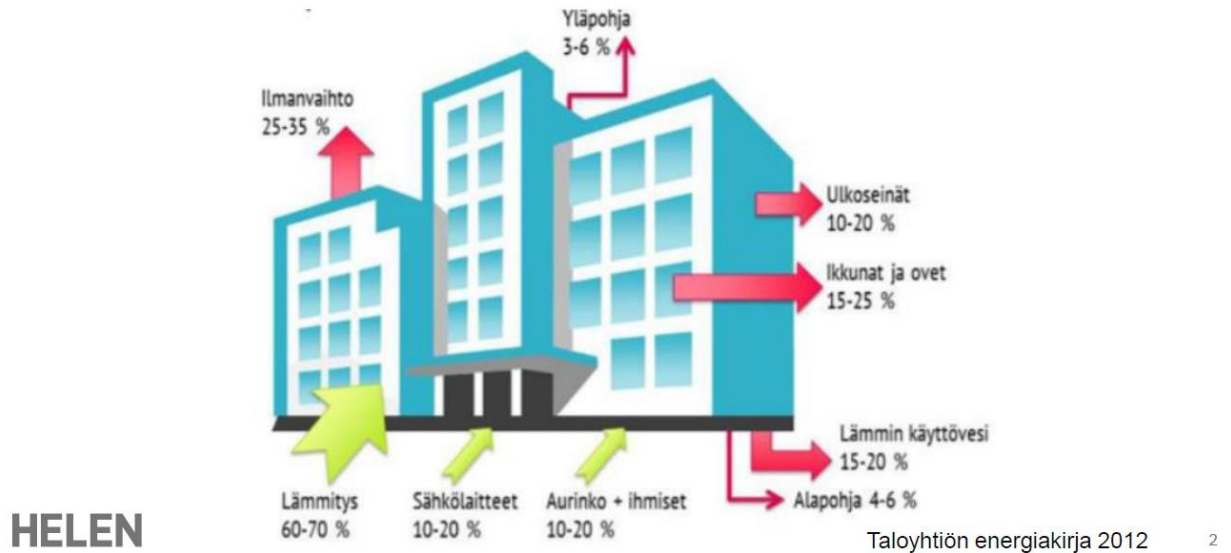 Yläpohja
3-6 %
Ilmanvaihto
25-35 %
Ulkoseinät
10-20 %
Ikkunat ja ovet
15-25 %
Lämmin käyttövesi
15-20 %
Alapohja 4-6 %
Lämmitys
60-70 %
Sähkölaitteet
10-20 %
Aurinko + ihmiset
10-20 %
HELEN
Taloyhtiön energiakirja 2012
2